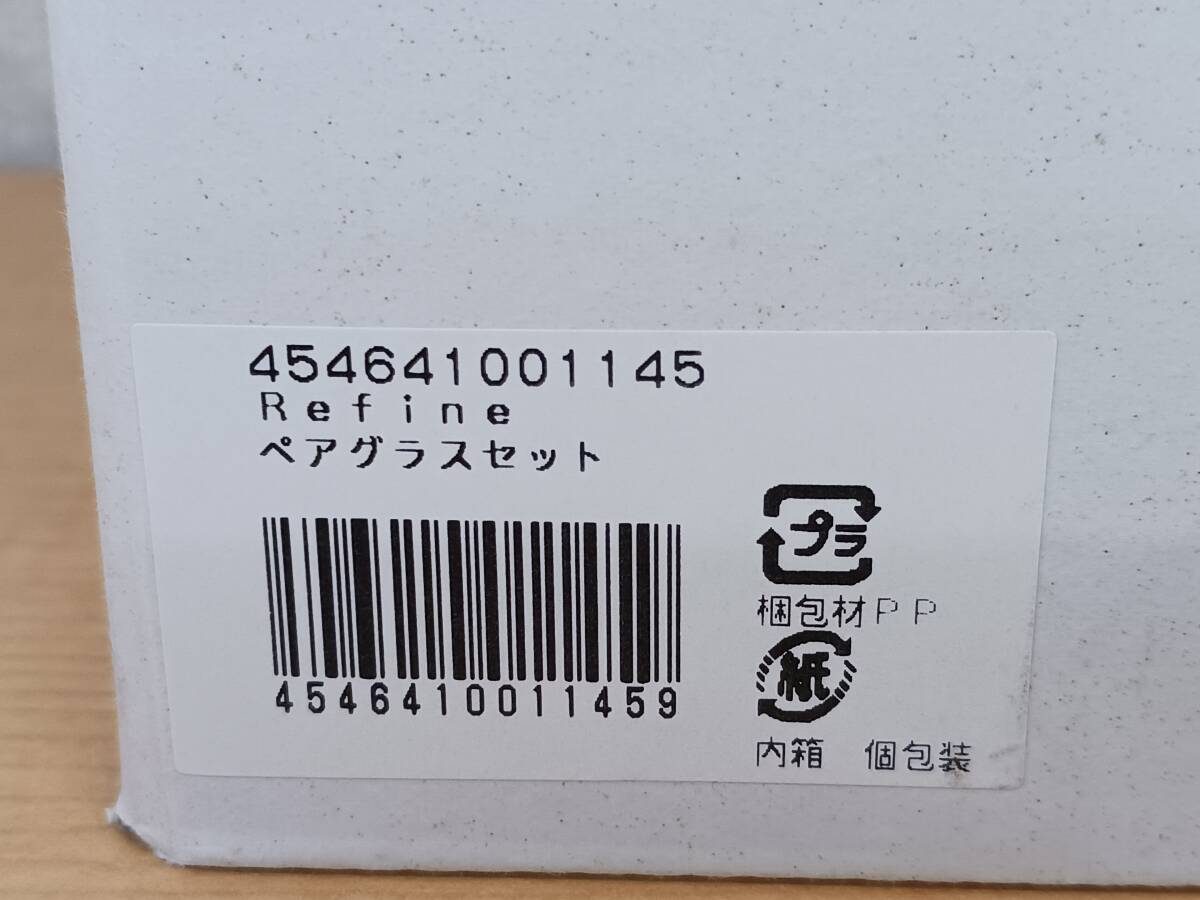 454641001145
Refine
ペアグラスセット
4546410011459
プラ
梱包材PP
紙
内箱 個包装